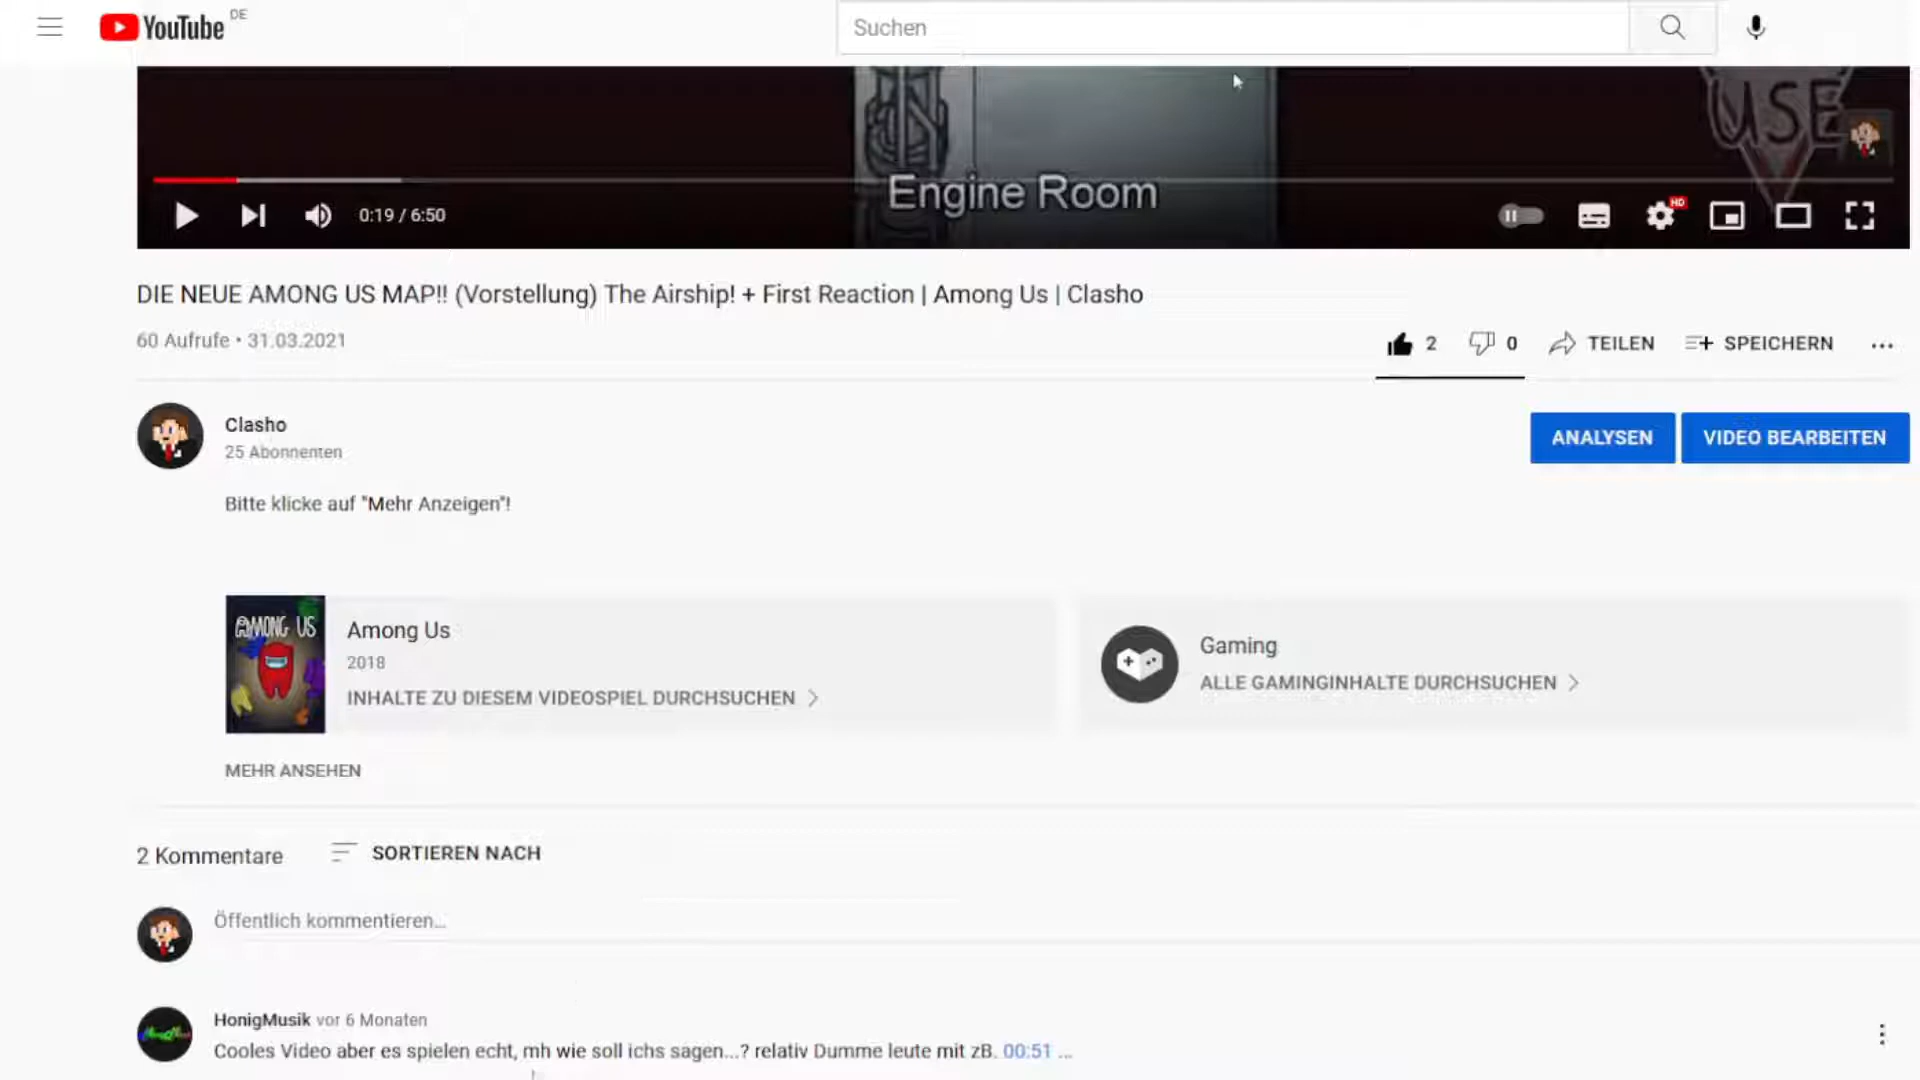 YouTube DE
Suchen
USE
Engine Room
HD
0:19 / 6:50
DIE NEUE AMONG US MAP!! (Vorstellung) The Airship! + First Reaction | Among Us | Clasho
60 Aufrufe • 31.03.2021
2 0 TEILEN SPEICHERN
Clasho
25 Abonnenten
ANALYSEN VIDEO BEARBEITEN
Bitte klicke auf "Mehr Anzeigen"!
AMONG US
Among Us
2018
INHALTE ZU DIESEM VIDEOSPIEL DURCHSUCHEN
Gaming
ALLE GAMINGINHALTE DURCHSUCHEN
MEHR ANSEHEN
2 Kommentare SORTIEREN NACH
Öffentlich kommentieren...
HonigMusik vor 6 Monaten
Cooles Video aber es spielen echt, mh wie soll ichs sagen...? relativ Dumme leute mit zB. 00:51 ...